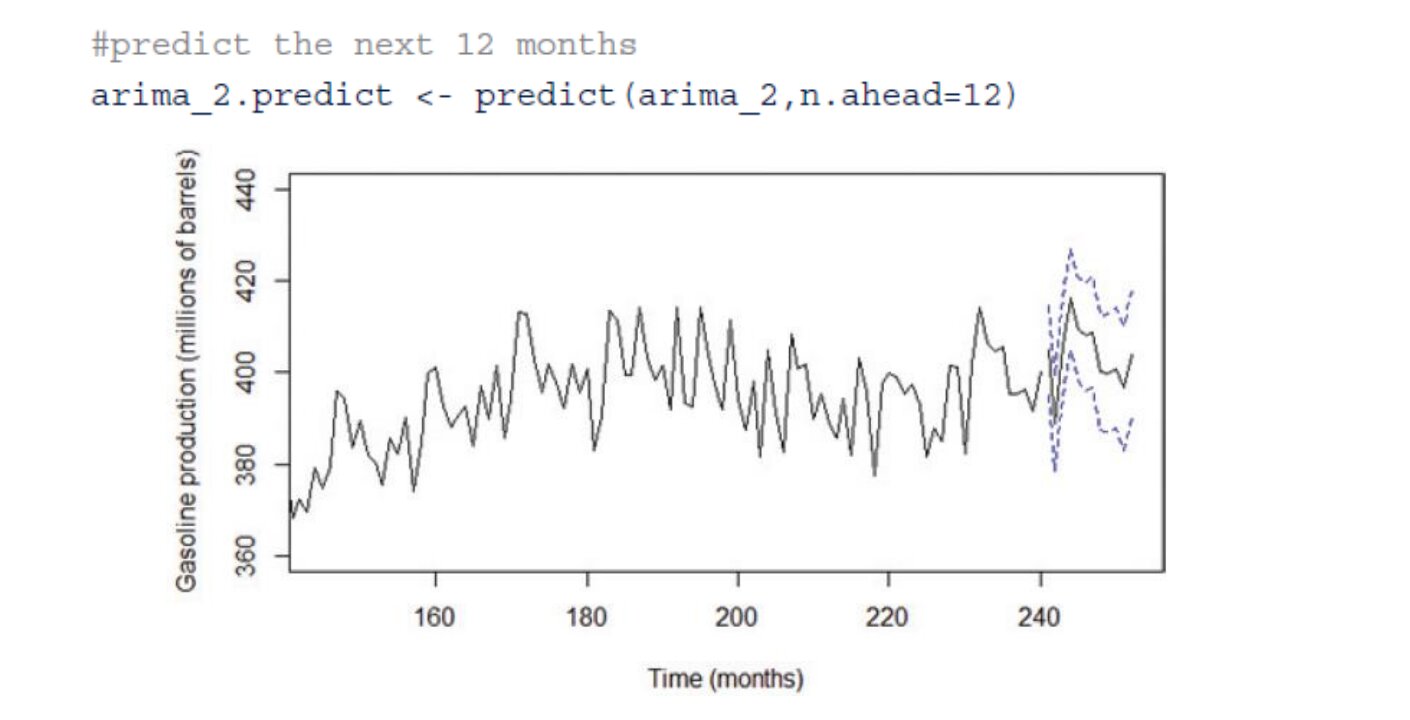 #predict the next 12 months
arima_2.predict <- predict(arima_2,n.ahead=12)
Gasoline production (millions of barrels)
440
420
400
380
360
160 180 200 220 240
Time (months)